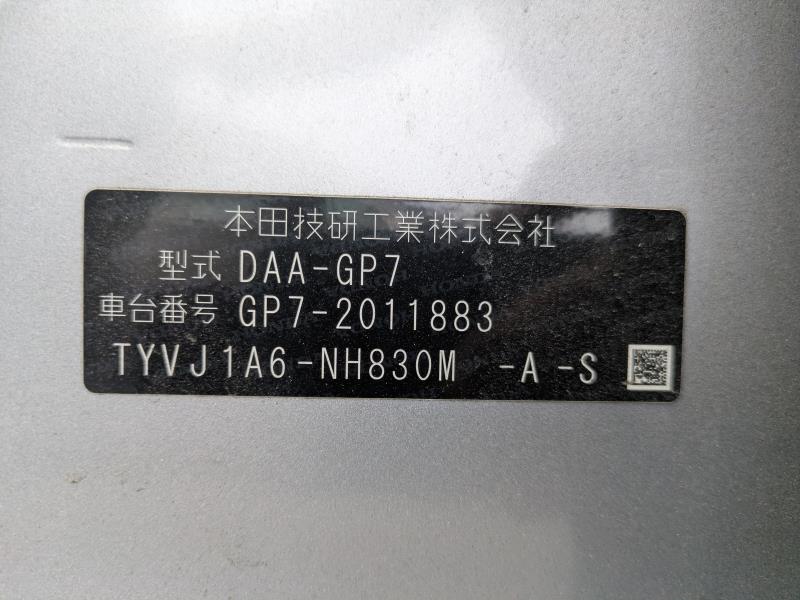 本田技研工業株式会社
型式 DAA-GP7
車台番号 GP7-2011883
TYVJ1A6-NH830M -A-S